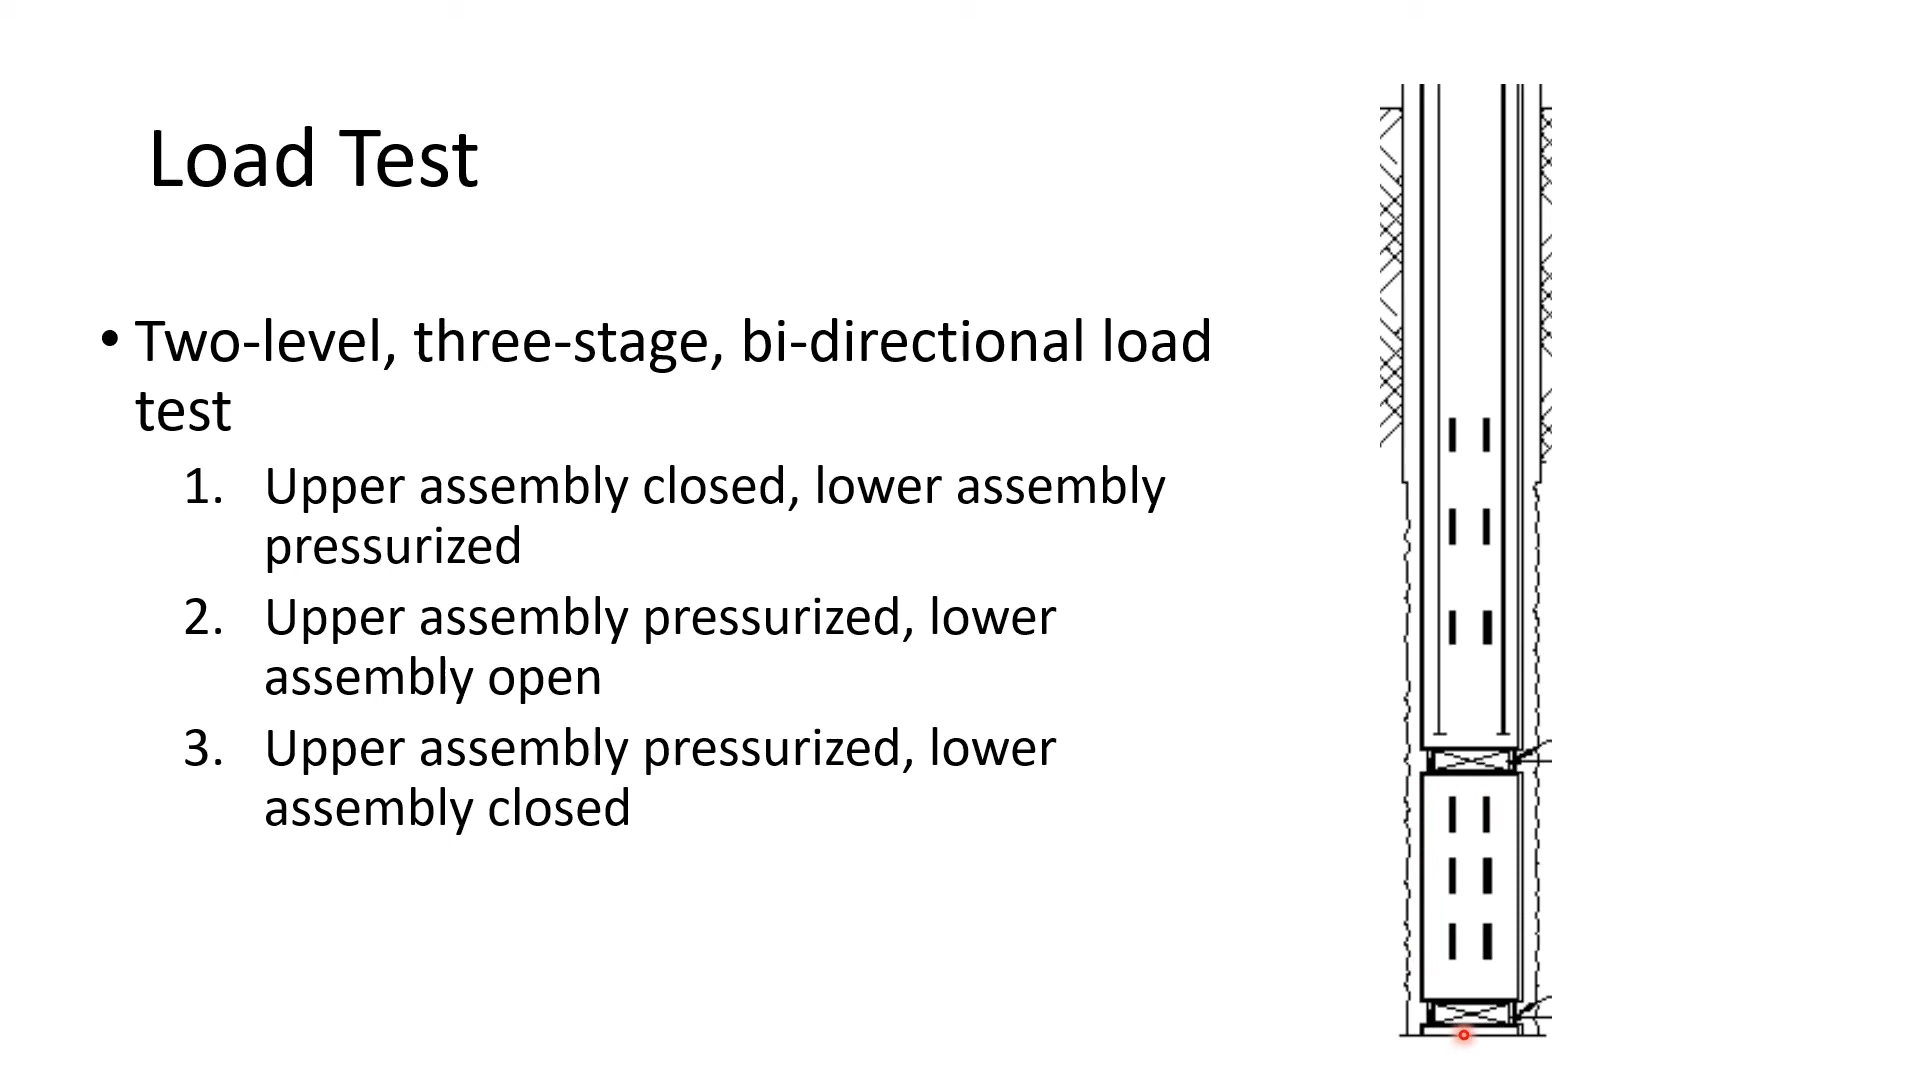 Load Test
• Two-level, three-stage, bi-directional load
test
1. Upper assembly closed, lower assembly
pressurized
2. Upper assembly pressurized, lower
assembly open
3. Upper assembly pressurized, lower
assembly closed